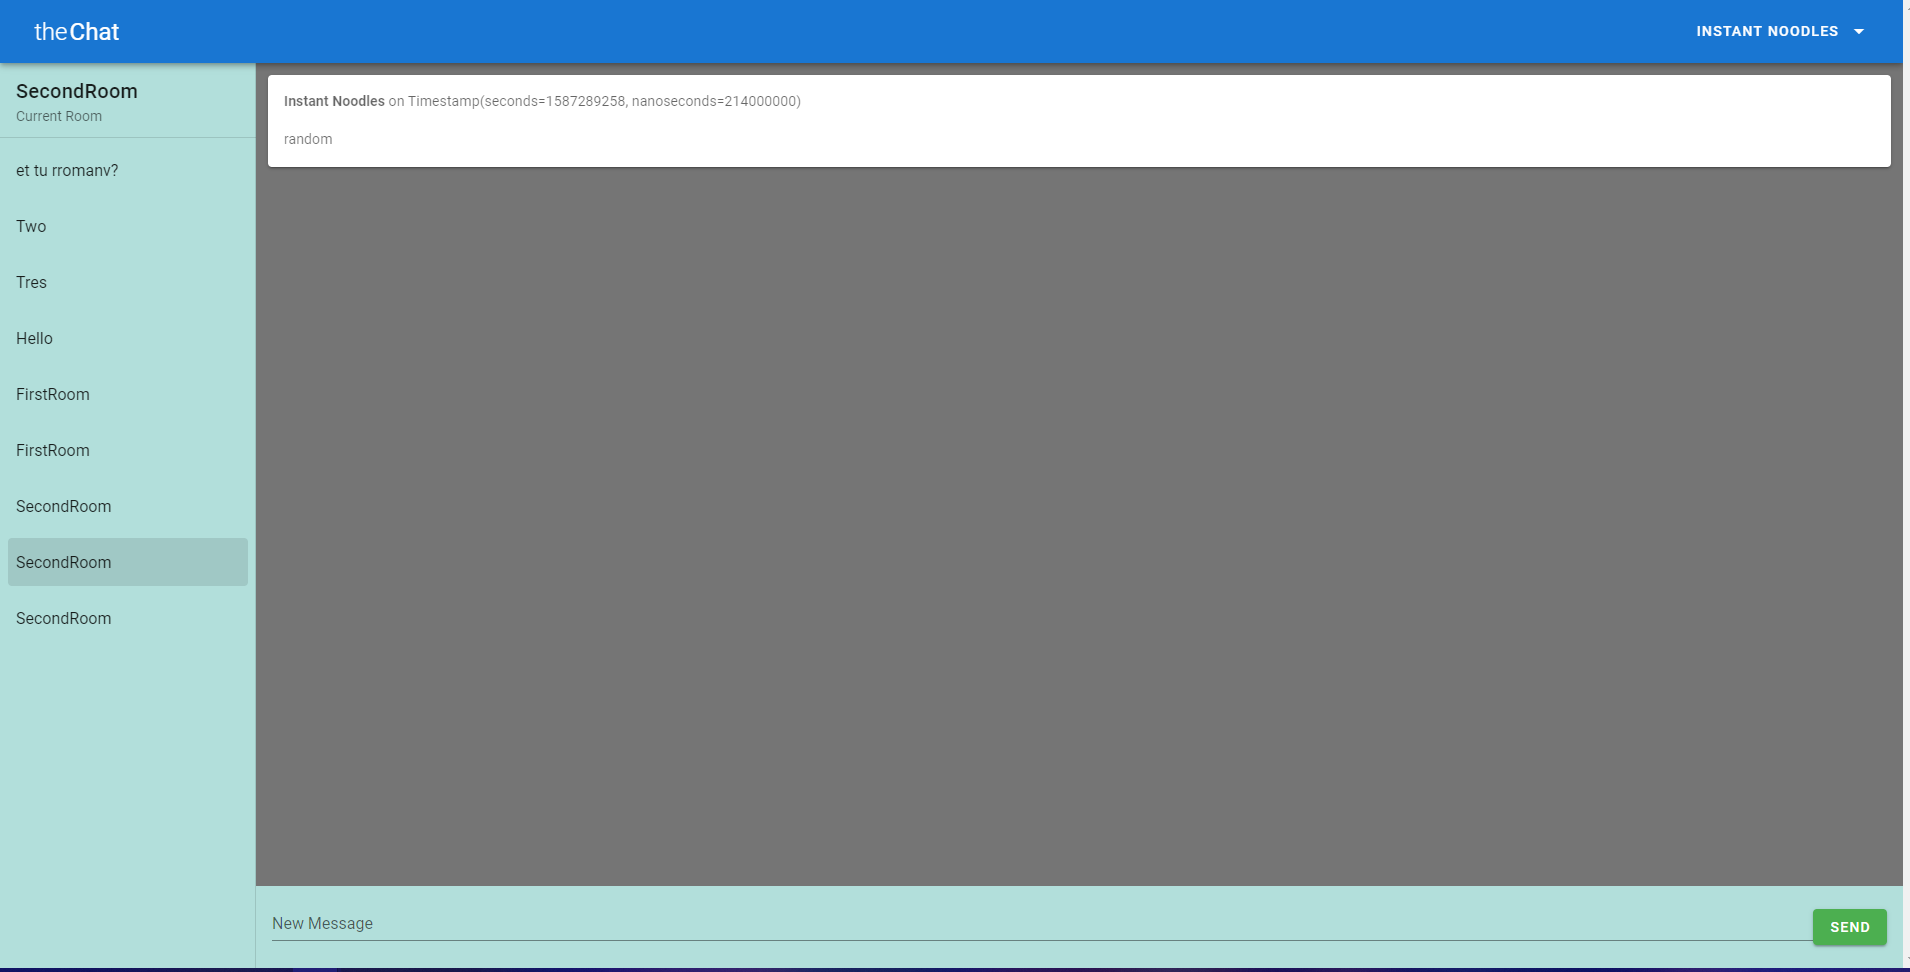 theChat
INSTANT NOODLES
SecondRoom
Current Room
et tu rromanv?
Two
Tres
Hello
FirstRoom
FirstRoom
SecondRoom
SecondRoom
SecondRoom
Instant Noodles on Timestamp(seconds=1587289258, nanoseconds=214000000)
random
New Message
SEND